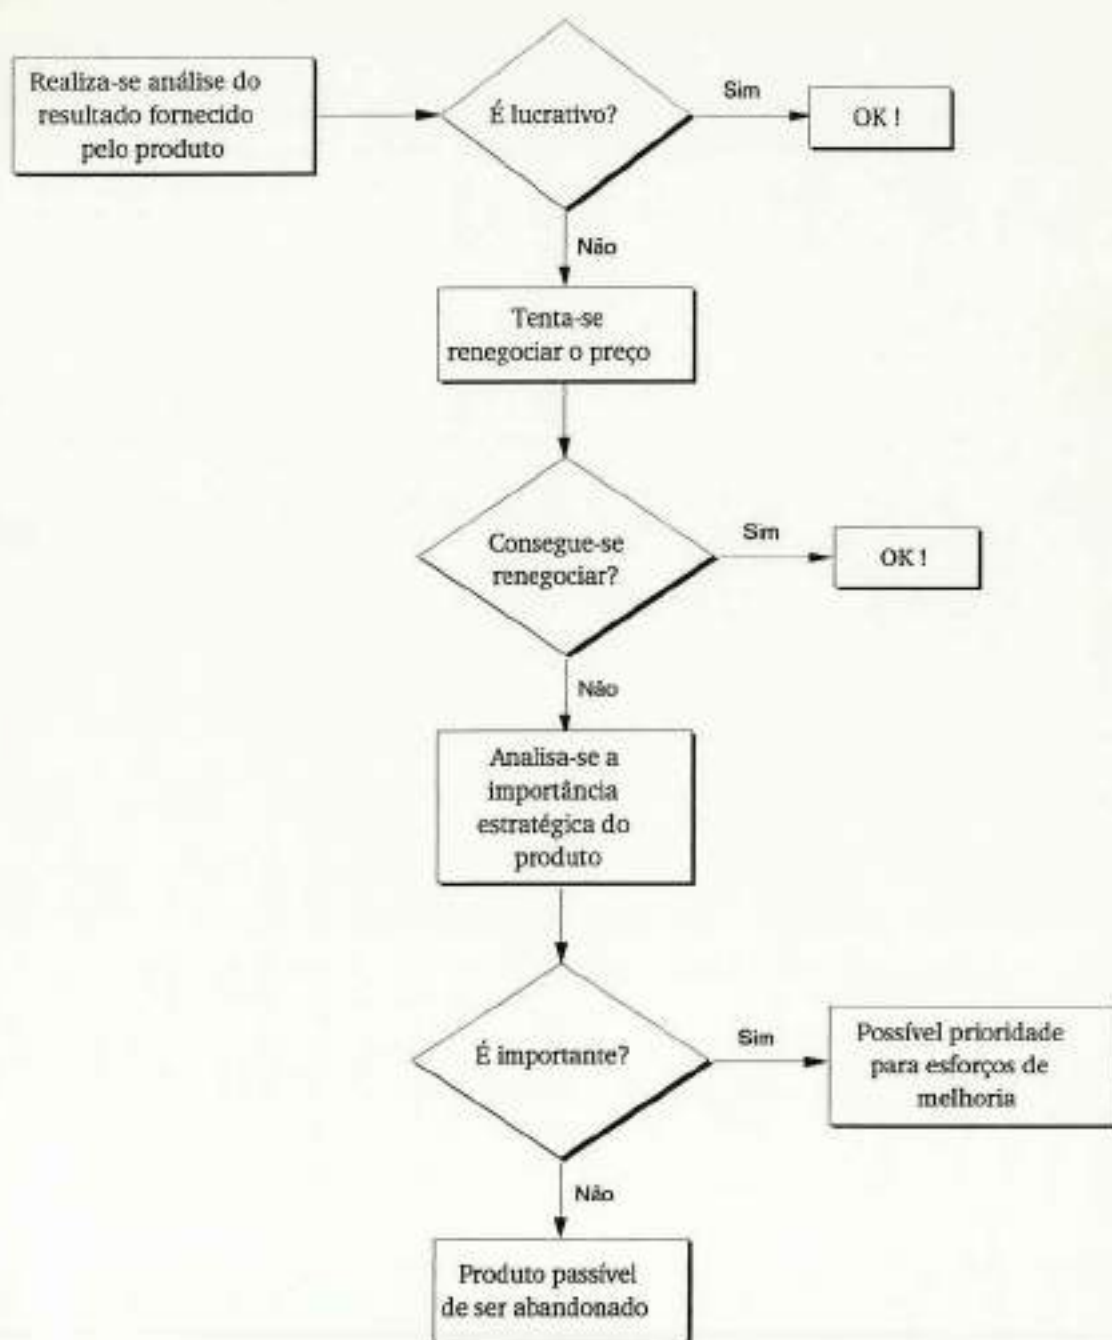 Realiza-se análise do
resultado fornecido
pelo produto
É lucrativo?
Sim
OK !
Não
Tenta-se
renegociar o preço
Consegue-se
renegociar?
Sim
OK !
Não
Analisa-se a
importância
estratégica do
produto
É importante?
Sim
Possível prioridade
para esforços de
melhoria
Não
Produto passível
de ser abandonado